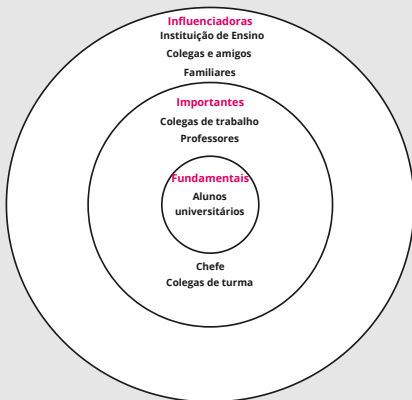 Influenciadoras
Instituição de Ensino
Colegas e amigos
Familiares
Importantes
Colegas de trabalho
Professores
Fundamentais
Alunos
universitários
Chefe
Colegas de turma